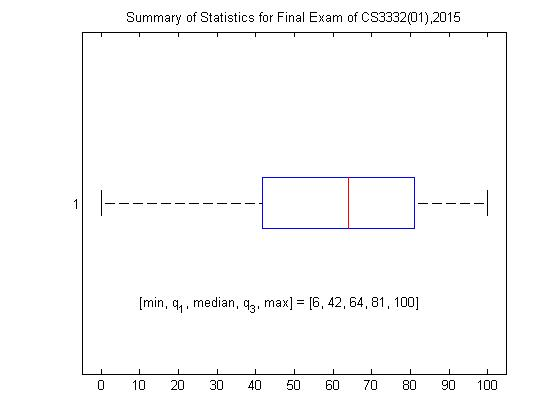 Summary of Statistics for Final Exam of CS3332(01),2015
1
[min, q1, median, q3, max] = [6, 42, 64, 81, 100]
0 10 20 30 40 50 60 70 80 90 100